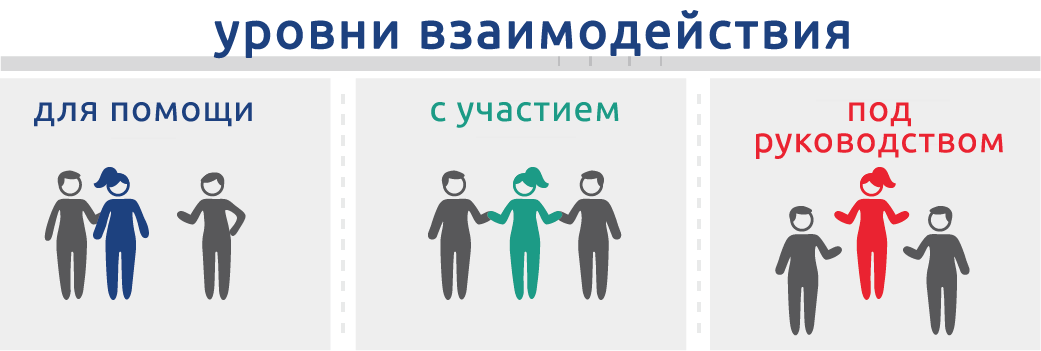 уровни взаимодействия
для помощи
с участием
под
руководством